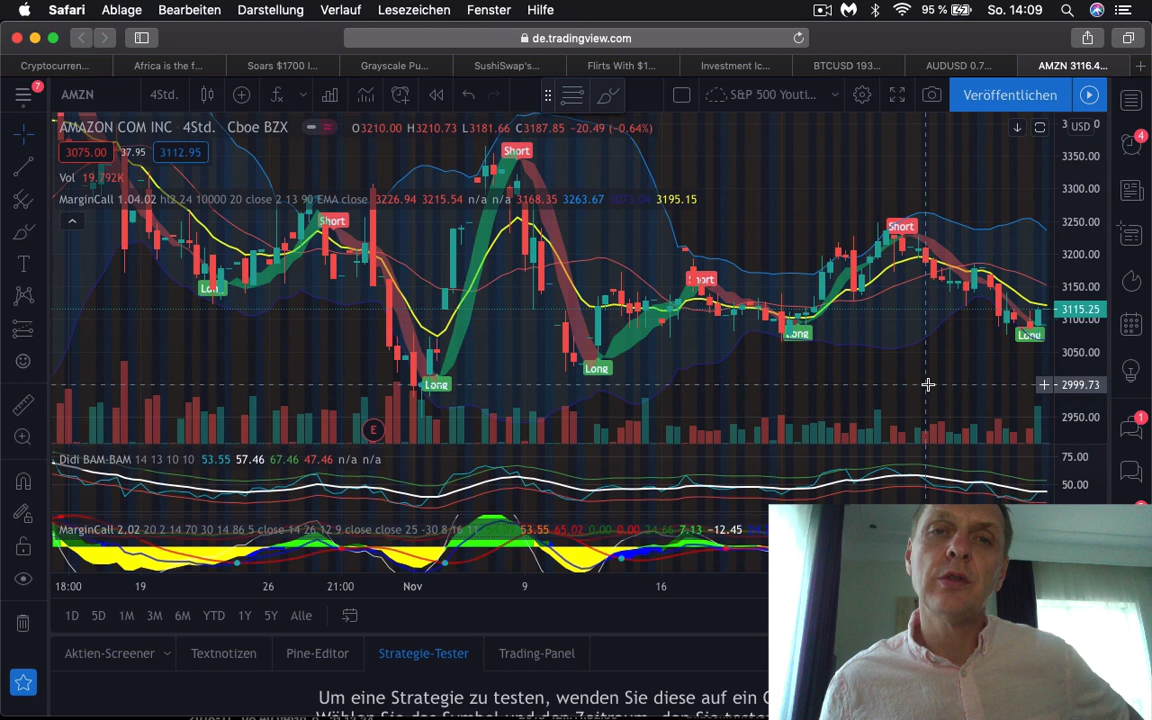 Safari Ablage Bearbeiten Darstellung Verlauf Lesezeichen Fenster Hilfe 95 % So. 14:09
de.tradingview.com
Cryptocurren... Africa is the f... Soars $1700 I... Grayscale Pu... SushiSwap's... Flirts With $1... Investment Ic... BTCUSD 193... AUDUSD 0.7... AMZN 3116.4...
7 AMZN 4Std. S&P 500 Youti... Veröffentlichen
AMAZON COM INC 4Std. Cboe BZX O3210.00 H3210.73 L3181.66 C3187.85 −20.49 (−0.64%) USD
3075.00 37.95 3112.95
Vol 19.792K
MarginCall 1.04.02 hl2 24 10000 20 close 2 13 90 EMA close 3226.94 3215.54 n/a n/a 3168.35 3263.67 3195.15
Short
Short
Short
Short
Long
Long
Long
Long
3350.00
3300.00
3250.00
3200.00
3150.00
3115.25
3100.00
3050.00
2999.73
2950.00
4
1
E
Didi BAM-BAM 14 13 10 10 53.55 57.46 67.46 47.46 n/a n/a
75.00
50.00
MarginCall 2.02 20 2 14 70 30 14 86 5 close 14 26 12 9 close close 25 -30 8 16 11 53.55 65.02 0.00 0.00 7.13 −12.45
18:00 19 26 21:00 Nov 9 16
1D 5D 1M 3M 6M YTD 1Y 5Y Alle
Aktien-Screener Textnotizen Pine-Editor Strategie-Tester Trading-Panel
Um eine Strategie zu testen, wenden Sie diese auf ein